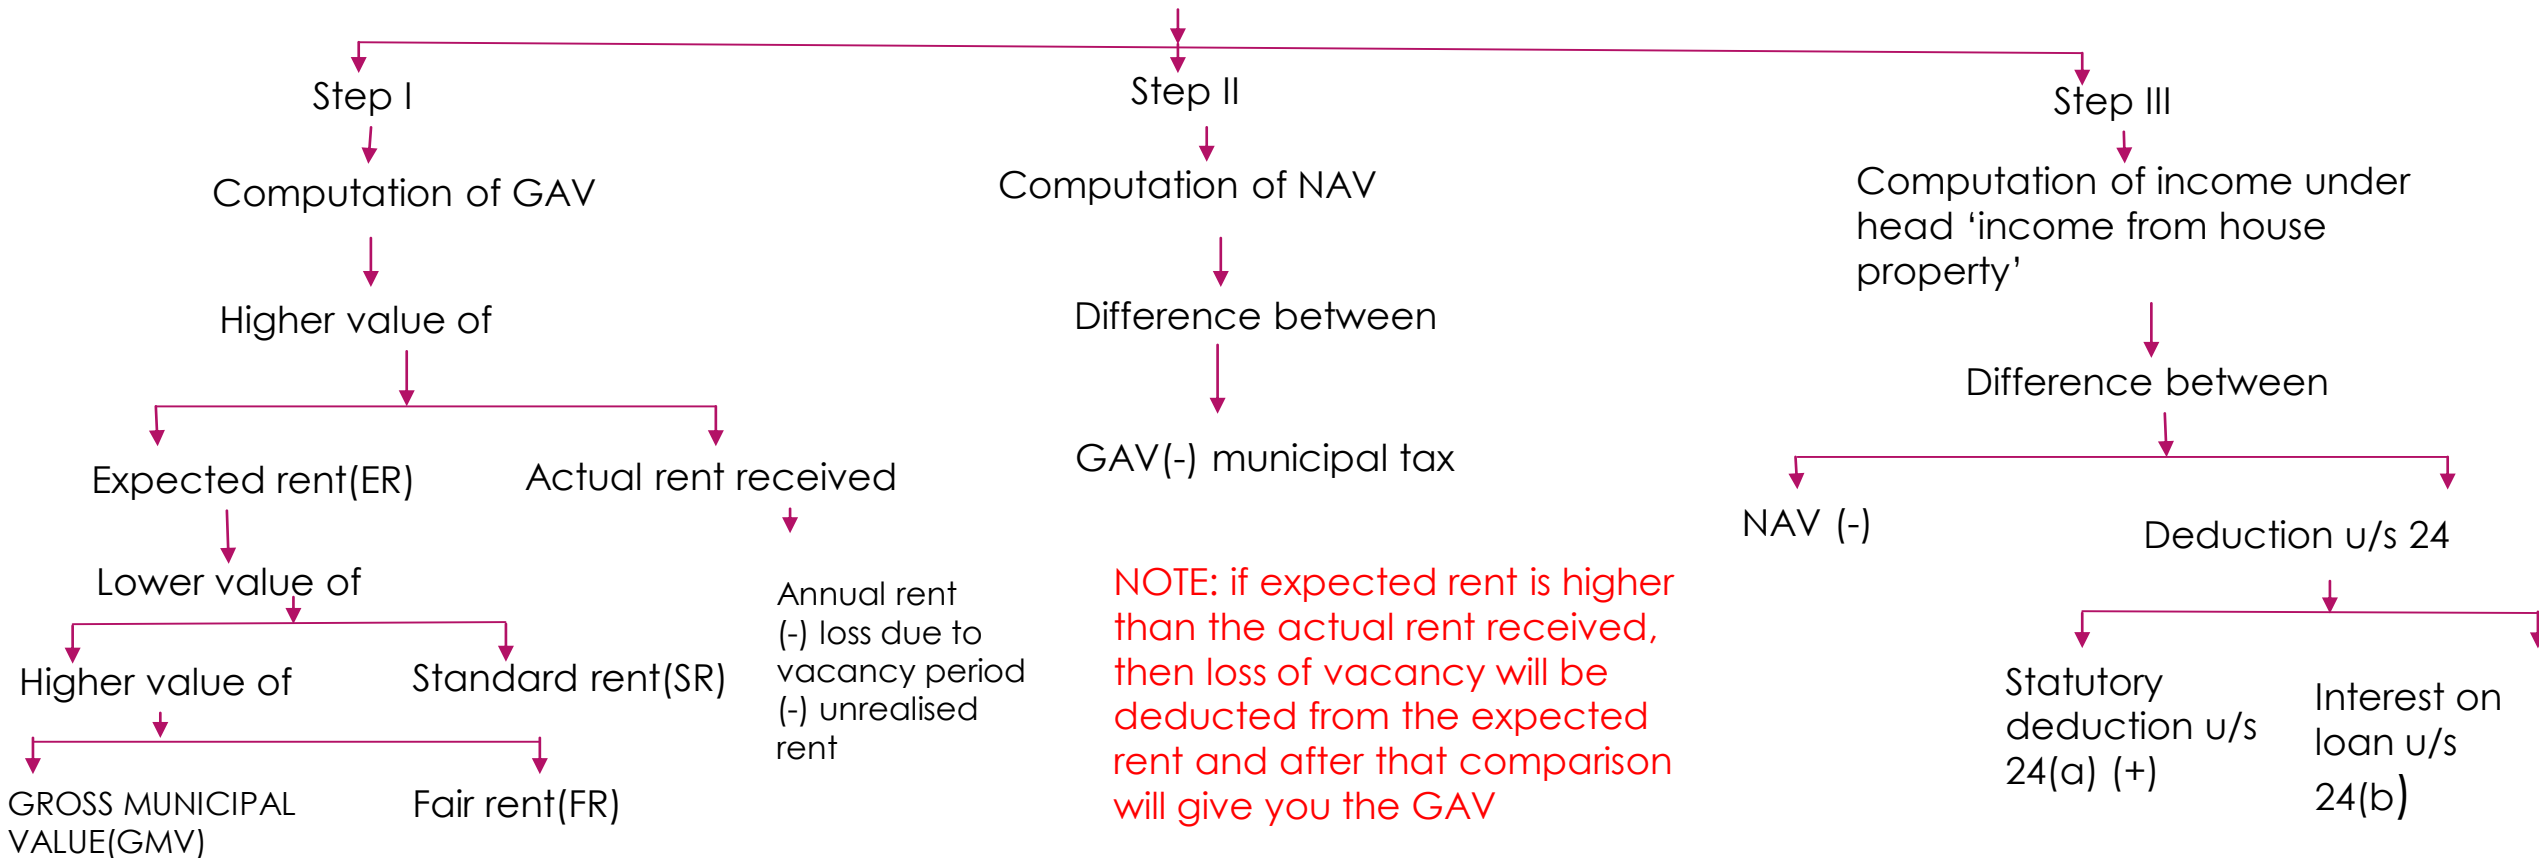 Step I
Computation of GAV
Higher value of
Expected rent(ER)
Actual rent received
Lower value of
Annual rent
(-) loss due to
vacancy period
(-) unrealised
rent
Higher value of
Standard rent(SR)
GROSS MUNICIPAL
VALUE(GMV)
Fair rent(FR)
Step II
Computation of NAV
Difference between
GAV(-) municipal tax
NOTE: if expected rent is higher
than the actual rent received,
then loss of vacancy will be
deducted from the expected
rent and after that comparison
will give you the GAV
Step III
Computation of income under
head ‘income from house
property’
Difference between
NAV (-)
Deduction u/s 24
Statutory
deduction u/s
24(a) (+)
Interest on
loan u/s
24(b)